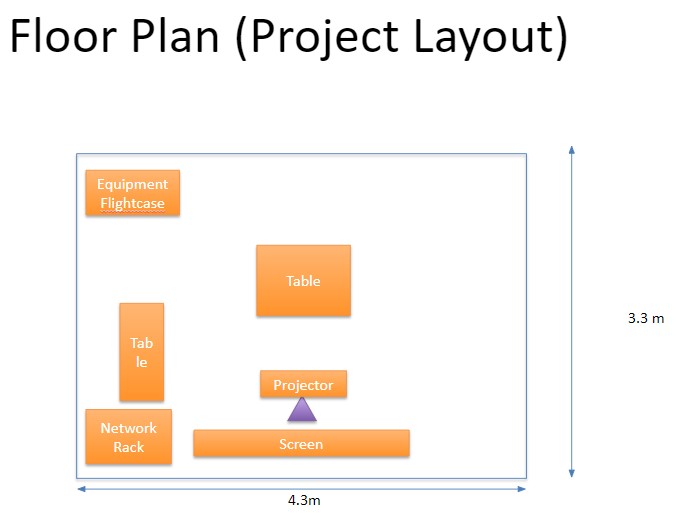 Floor Plan (Project Layout)
Equipment
Flightcase
Table
3.3 m
Tab
le
Projector
Network
Rack
Screen
4.3m